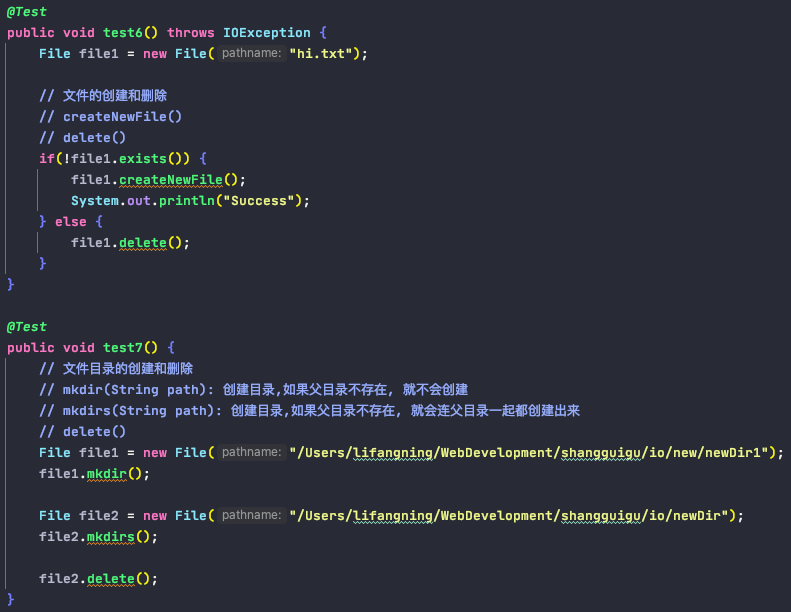 @Test
public void test6() throws IOException {
    File file1 = new File( pathname: "hi.txt");

    // 文件的创建和删除
    // createNewFile()
    // delete()
    if(!file1.exists()) {
        file1.createNewFile();
        System.out.println("Success");
    } else {
        file1.delete();
    }
}

@Test
public void test7() {
    // 文件目录的创建和删除
    // mkdir(String path): 创建目录,如果父目录不存在, 就不会创建
    // mkdirs(String path): 创建目录,如果父目录不存在, 就会连父目录一起都创建出来
    // delete()
    File file1 = new File( pathname: "/Users/lifangning/WebDevelopment/shangguigu/io/new/newDir1");
    file1.mkdir();

    File file2 = new File( pathname: "/Users/lifangning/WebDevelopment/shangguigu/io/newDir");
    file2.mkdirs();

    file2.delete();
}